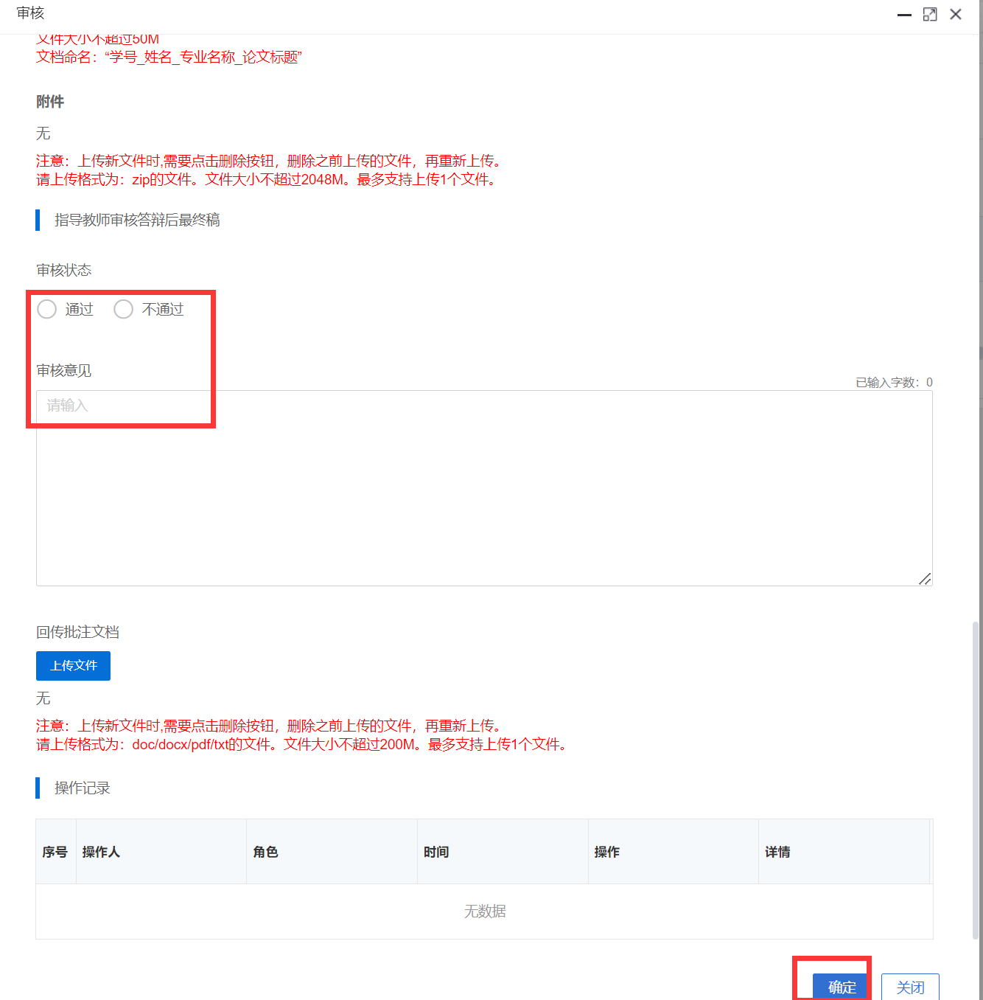 审核
文件大小不超过50M
文档命名：“学号_姓名_专业名称_论文标题”
附件
无
注意：上传新文件时,需要点击删除按钮，删除之前上传的文件，再重新上传。
请上传格式为：zip的文件。文件大小不超过2048M。最多支持上传1个文件。
指导教师审核答辩后最终稿
审核状态
通过 不通过
审核意见
已输入字数：0
请输入
回传批注文档
上传文件
无
注意：上传新文件时,需要点击删除按钮，删除之前上传的文件，再重新上传。
请上传格式为：doc/docx/pdf/txt的文件。文件大小不超过200M。最多支持上传1个文件。
操作记录
序号 操作人 角色 时间 操作 详情
无数据
确定 关闭